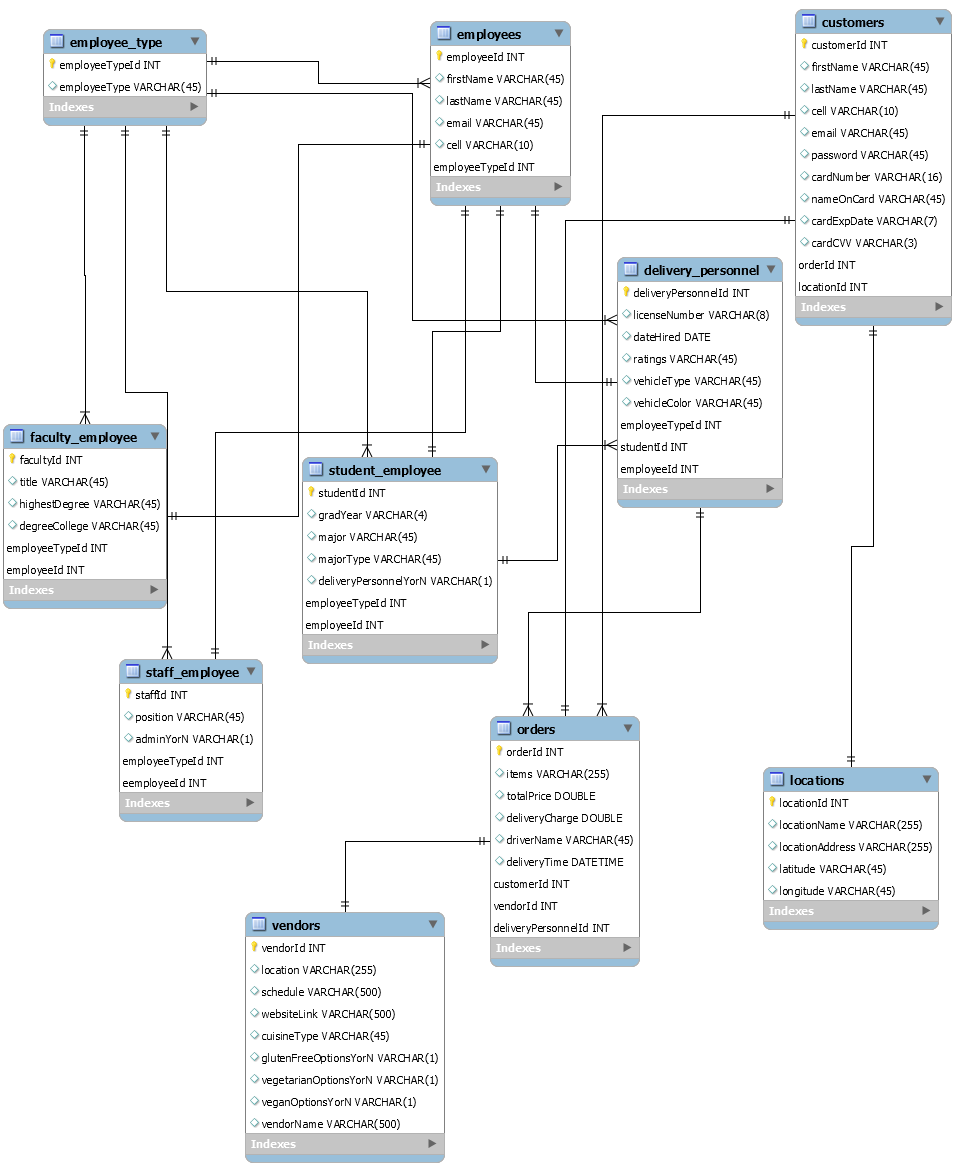 employee_type
employeeTypeId INT
employeeType VARCHAR(45)
Indexes
employees
employeeId INT
firstName VARCHAR(45)
lastName VARCHAR(45)
email VARCHAR(45)
cell VARCHAR(10)
employeeTypeId INT
Indexes
customers
customerId INT
firstName VARCHAR(45)
lastName VARCHAR(45)
cell VARCHAR(10)
email VARCHAR(45)
password VARCHAR(45)
cardNumber VARCHAR(16)
nameOnCard VARCHAR(45)
cardExpDate VARCHAR(7)
cardCVV VARCHAR(3)
orderId INT
locationId INT
Indexes
delivery_personnel
deliveryPersonnelId INT
licenseNumber VARCHAR(8)
dateHired DATE
ratings VARCHAR(45)
vehicleType VARCHAR(45)
vehicleColor VARCHAR(45)
employeeTypeId INT
studentId INT
employeeId INT
Indexes
faculty_employee
facultyId INT
title VARCHAR(45)
highestDegree VARCHAR(45)
degreeCollege VARCHAR(45)
employeeTypeId INT
employeeId INT
Indexes
student_employee
studentId INT
gradYear VARCHAR(4)
major VARCHAR(45)
majorType VARCHAR(45)
deliveryPersonnelYorN VARCHAR(1)
employeeTypeId INT
employeeId INT
Indexes
staff_employee
staffId INT
position VARCHAR(45)
adminYorN VARCHAR(1)
employeeTypeId INT
eemployeeId INT
Indexes
orders
orderId INT
items VARCHAR(255)
totalPrice DOUBLE
deliveryCharge DOUBLE
driverName VARCHAR(45)
deliveryTime DATETIME
customerId INT
vendorId INT
deliveryPersonnelId INT
Indexes
locations
locationId INT
locationName VARCHAR(255)
locationAddress VARCHAR(255)
latitude VARCHAR(45)
longitude VARCHAR(45)
Indexes
vendors
vendorId INT
location VARCHAR(255)
schedule VARCHAR(500)
websiteLink VARCHAR(500)
cuisineType VARCHAR(45)
glutenFreeOptionsYorN VARCHAR(1)
vegetarianOptionsYorN VARCHAR(1)
veganOptionsYorN VARCHAR(1)
vendorName VARCHAR(500)
Indexes